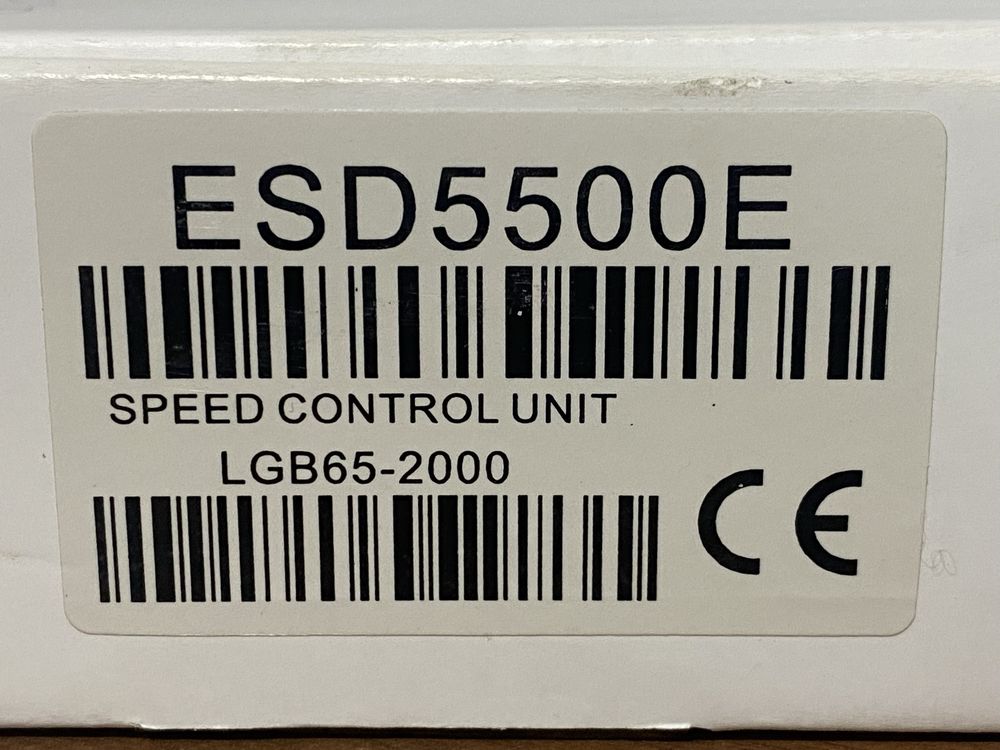 ESD5500E
SPEED CONTROL UNIT
LGB65-2000
CE